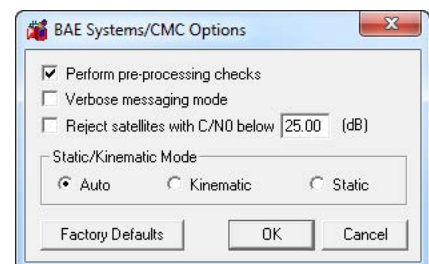 BAE Systems/CMC Options
Perform pre-processing checks
Verbose messaging mode
Reject satellites with C/N0 below 25.00 (dB)
Static/Kinematic Mode
Auto Kinematic Static
Factory Defaults OK Cancel